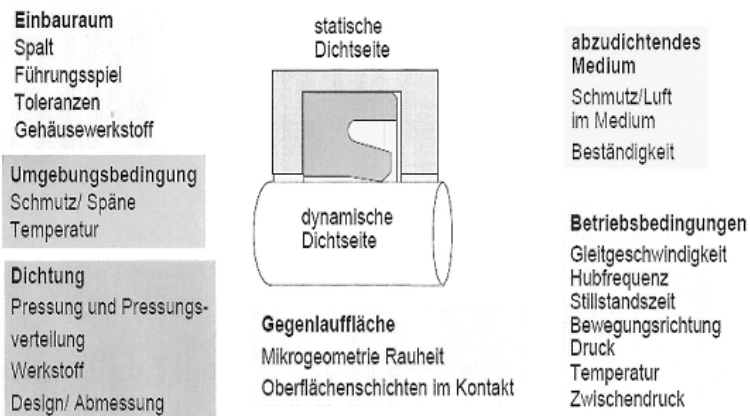 Einbauraum
Spalt
Führungsspiel
Toleranzen
Gehäusewerkstoff
Umgebungsbedingung
Schmutz/ Späne
Temperatur
Dichtung
Pressung und Pressungs-
verteilung
Werkstoff
Design/ Abmessung
statische
Dichtseite
dynamische
Dichtseite
Gegenlauffläche
Mikrogeometrie Rauheit
Oberflächenschichten im Kontakt
abzudichtendes
Medium
Schmutz/Luft
im Medium
Beständigkeit
Betriebsbedingungen
Gleitgeschwindigkeit
Hubfrequenz
Stillstandszeit
Bewegungsrichtung
Druck
Temperatur
Zwischendruck